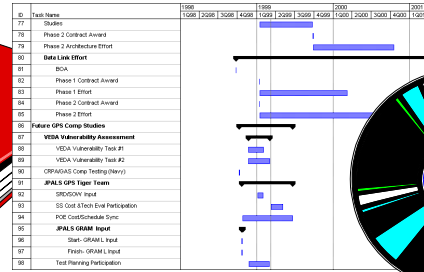 1998 1999 2000 2001
ID Task Name 1Q98 2Q98 3Q98 4Q98 1Q99 2Q99 3Q99 4Q99 1Q00 2Q00 3Q00 4Q00 1Q01
77 Studies
78 Phase 2 Contract Award
79 Phase 2 Architecture Effort
80 Data Link Effort
81 BOA
82 Phase 1 Contract Award
83 Phase 1 Effort
84 Phase 2 Contract Award
85 Phase 2 Effort
86 Future GPS Comp Studies
87 VEDA Vulnerability Assessment
88 VEDA Vulnerability Task #1
89 VEDA Vulnerability Task #2
90 CRPA/GAS Comp Testing (Navy)
91 JPALS GPS Tiger Team
92 SRD/SOW Input
93 SS Cost &Tech Eval Participation
94 POE Cost/Schedule Sync
95 JPALS GRAM Input
96 Start- GRAM L Input
97 Finish- GRAM L Input
98 Test Planning Participation